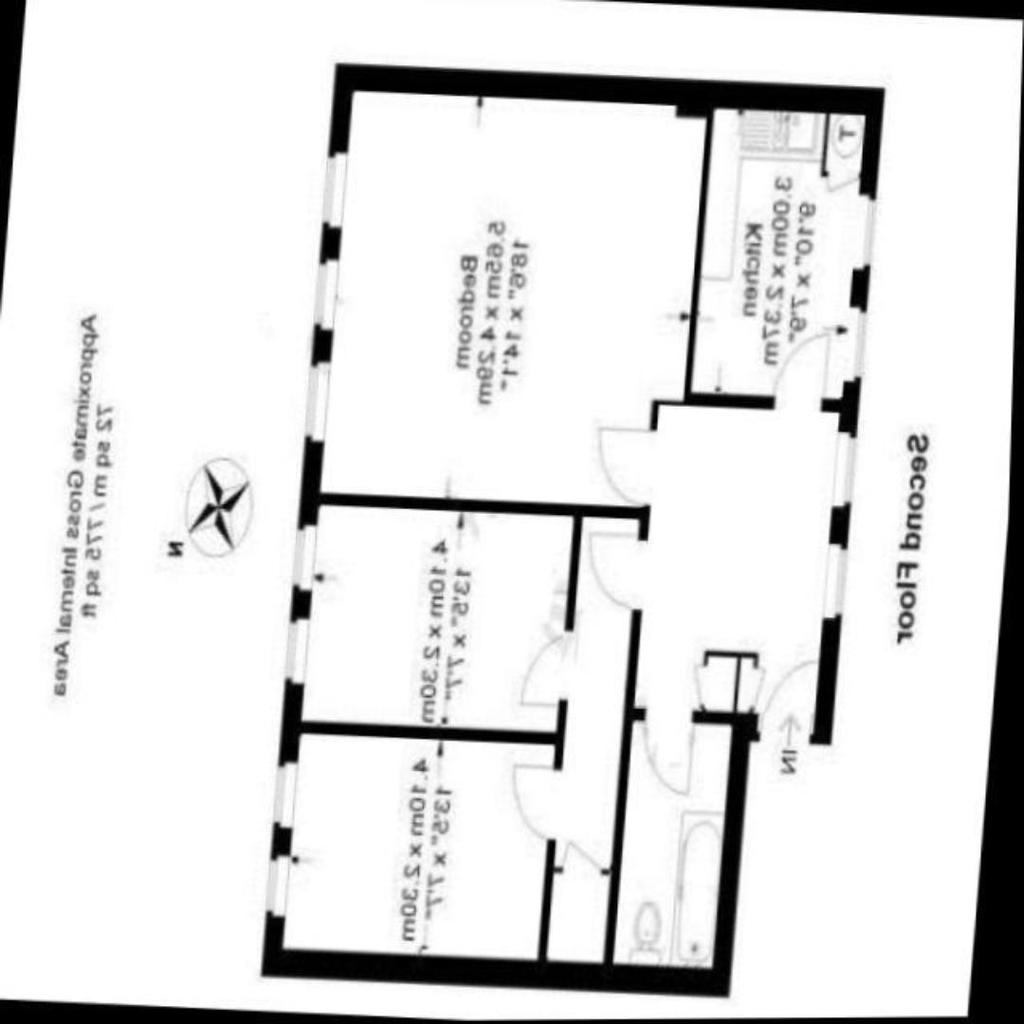 Second Floor
T
9.10" x 7.9"
3.00m x 2.37m
Kitchen
18'6" x 14'1"
5.65m x 4.29m
Bedroom
IN
13'5" x 7'7"
4.10m x 2.30m
13'5" x 7'7"
4.10m x 2.30m
N
72 sq m / 775 sq ft
Approximate Gross Internal Area